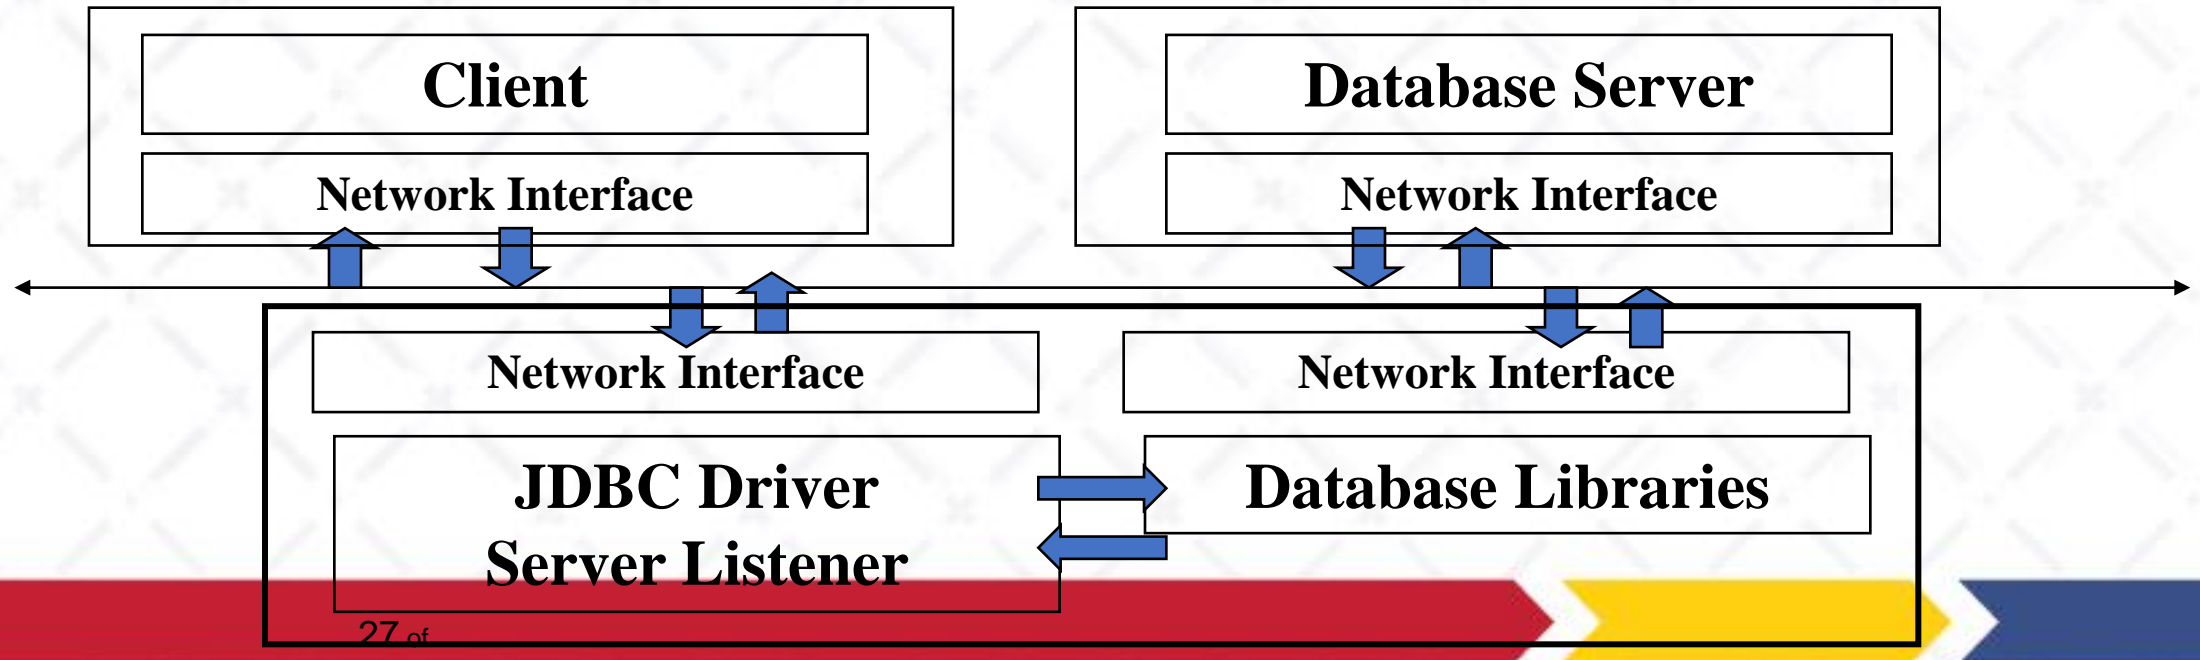 Client
Database Server
Network Interface
Network Interface
Network Interface
Network Interface
JDBC Driver
Server Listener
Database Libraries
27 of